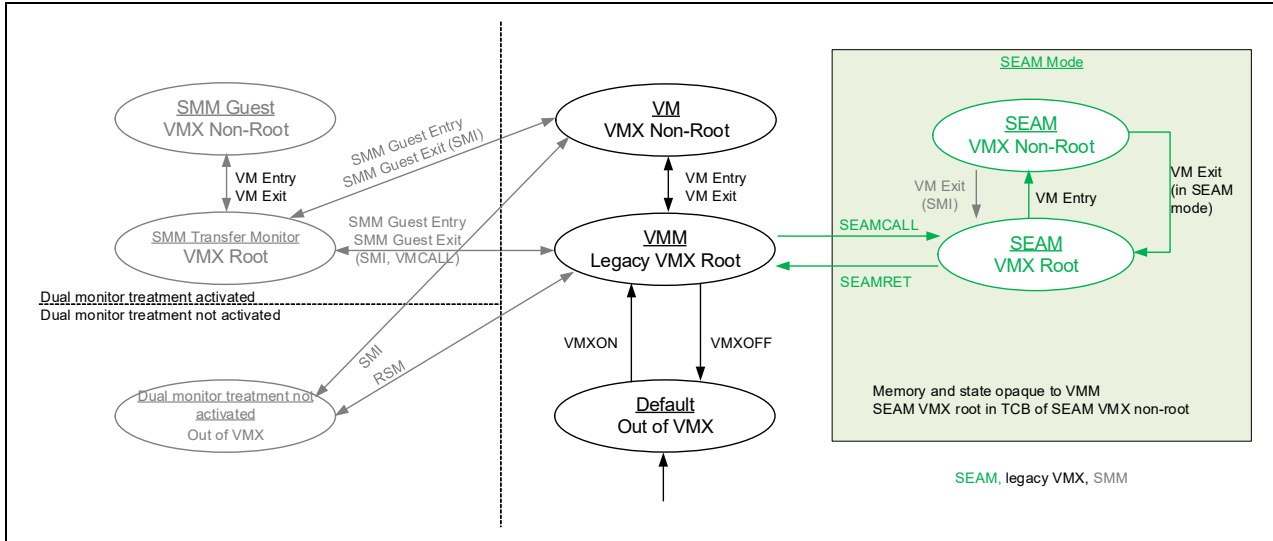 SMM Guest
VMX Non-Root
VM Entry
VM Exit
SMM Transfer Monitor
VMX Root
SMM Guest Entry
SMM Guest Exit (SMI)
SMM Guest Entry
SMM Guest Exit
(SMI, VMCALL)
Dual monitor treatment activated
Dual monitor treatment not activated
SMI
RSM
Dual monitor treatment not
activated
Out of VMX
VM
VMX Non-Root
VM Entry
VM Exit
VMM
Legacy VMX Root
VMXON
VMXOFF
Default
Out of VMX
SEAMCALL
SEAMRET
SEAM Mode
SEAM
VMX Non-Root
VM Exit
(SMI)
VM Entry
VM Exit
(in SEAM
mode)
SEAM
VMX Root
Memory and state opaque to VMM
SEAM VMX root in TCB of SEAM VMX non-root
SEAM, legacy VMX, SMM